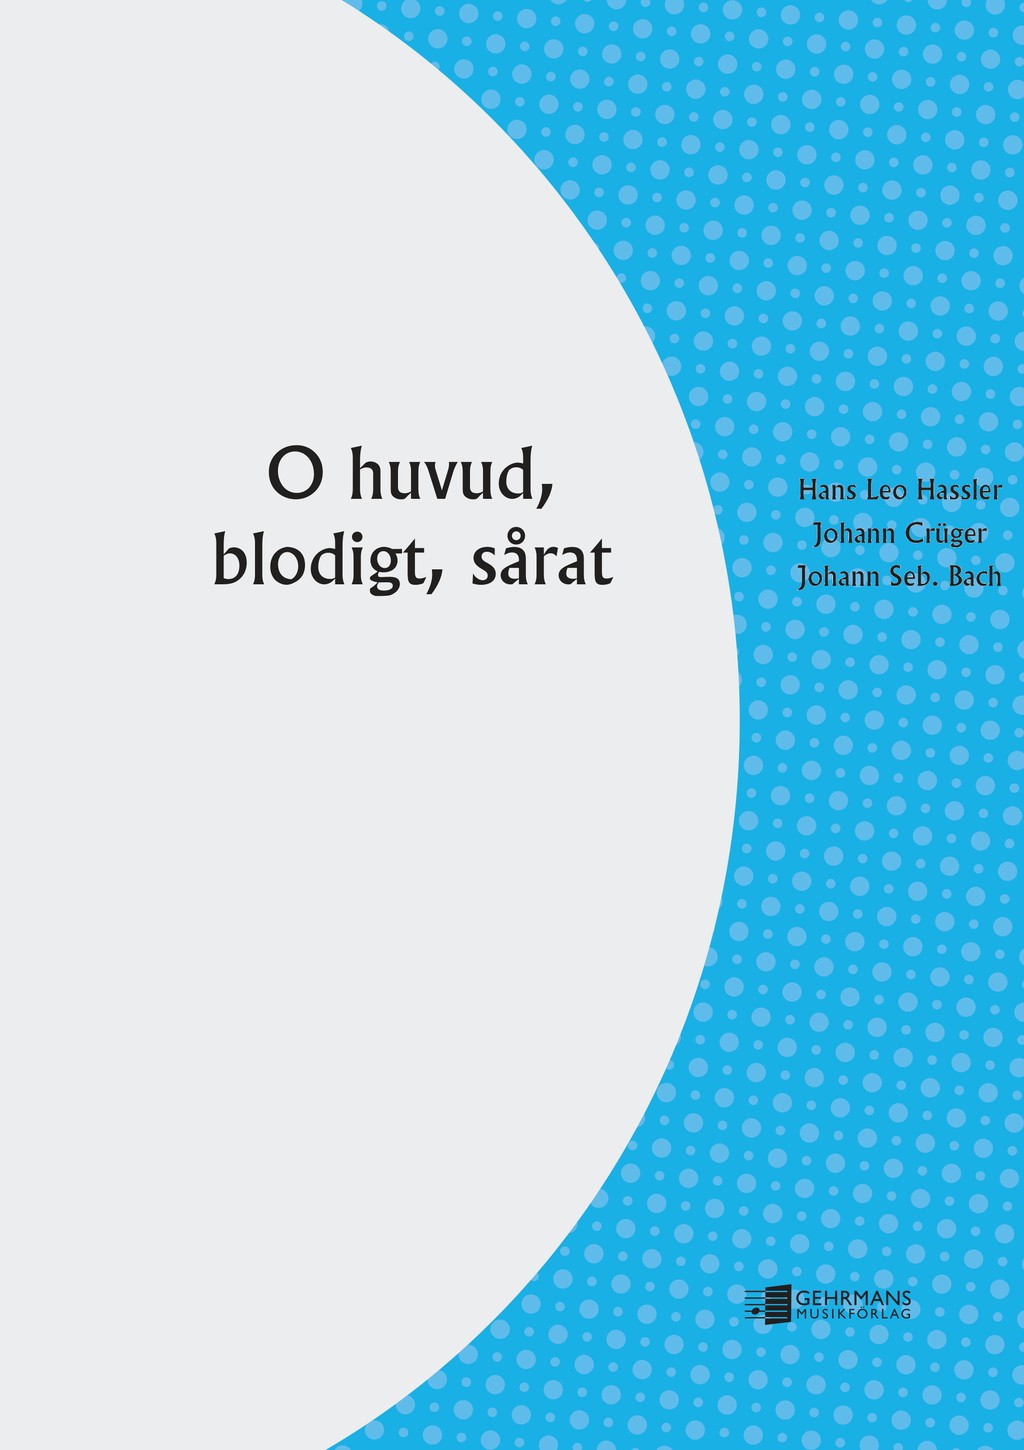 O huvud,
blodigt, sårat
Hans Leo Hassler
Johann Crüger
Johann Seb. Bach
GEHRMANS
MUSIKFÖRLAG